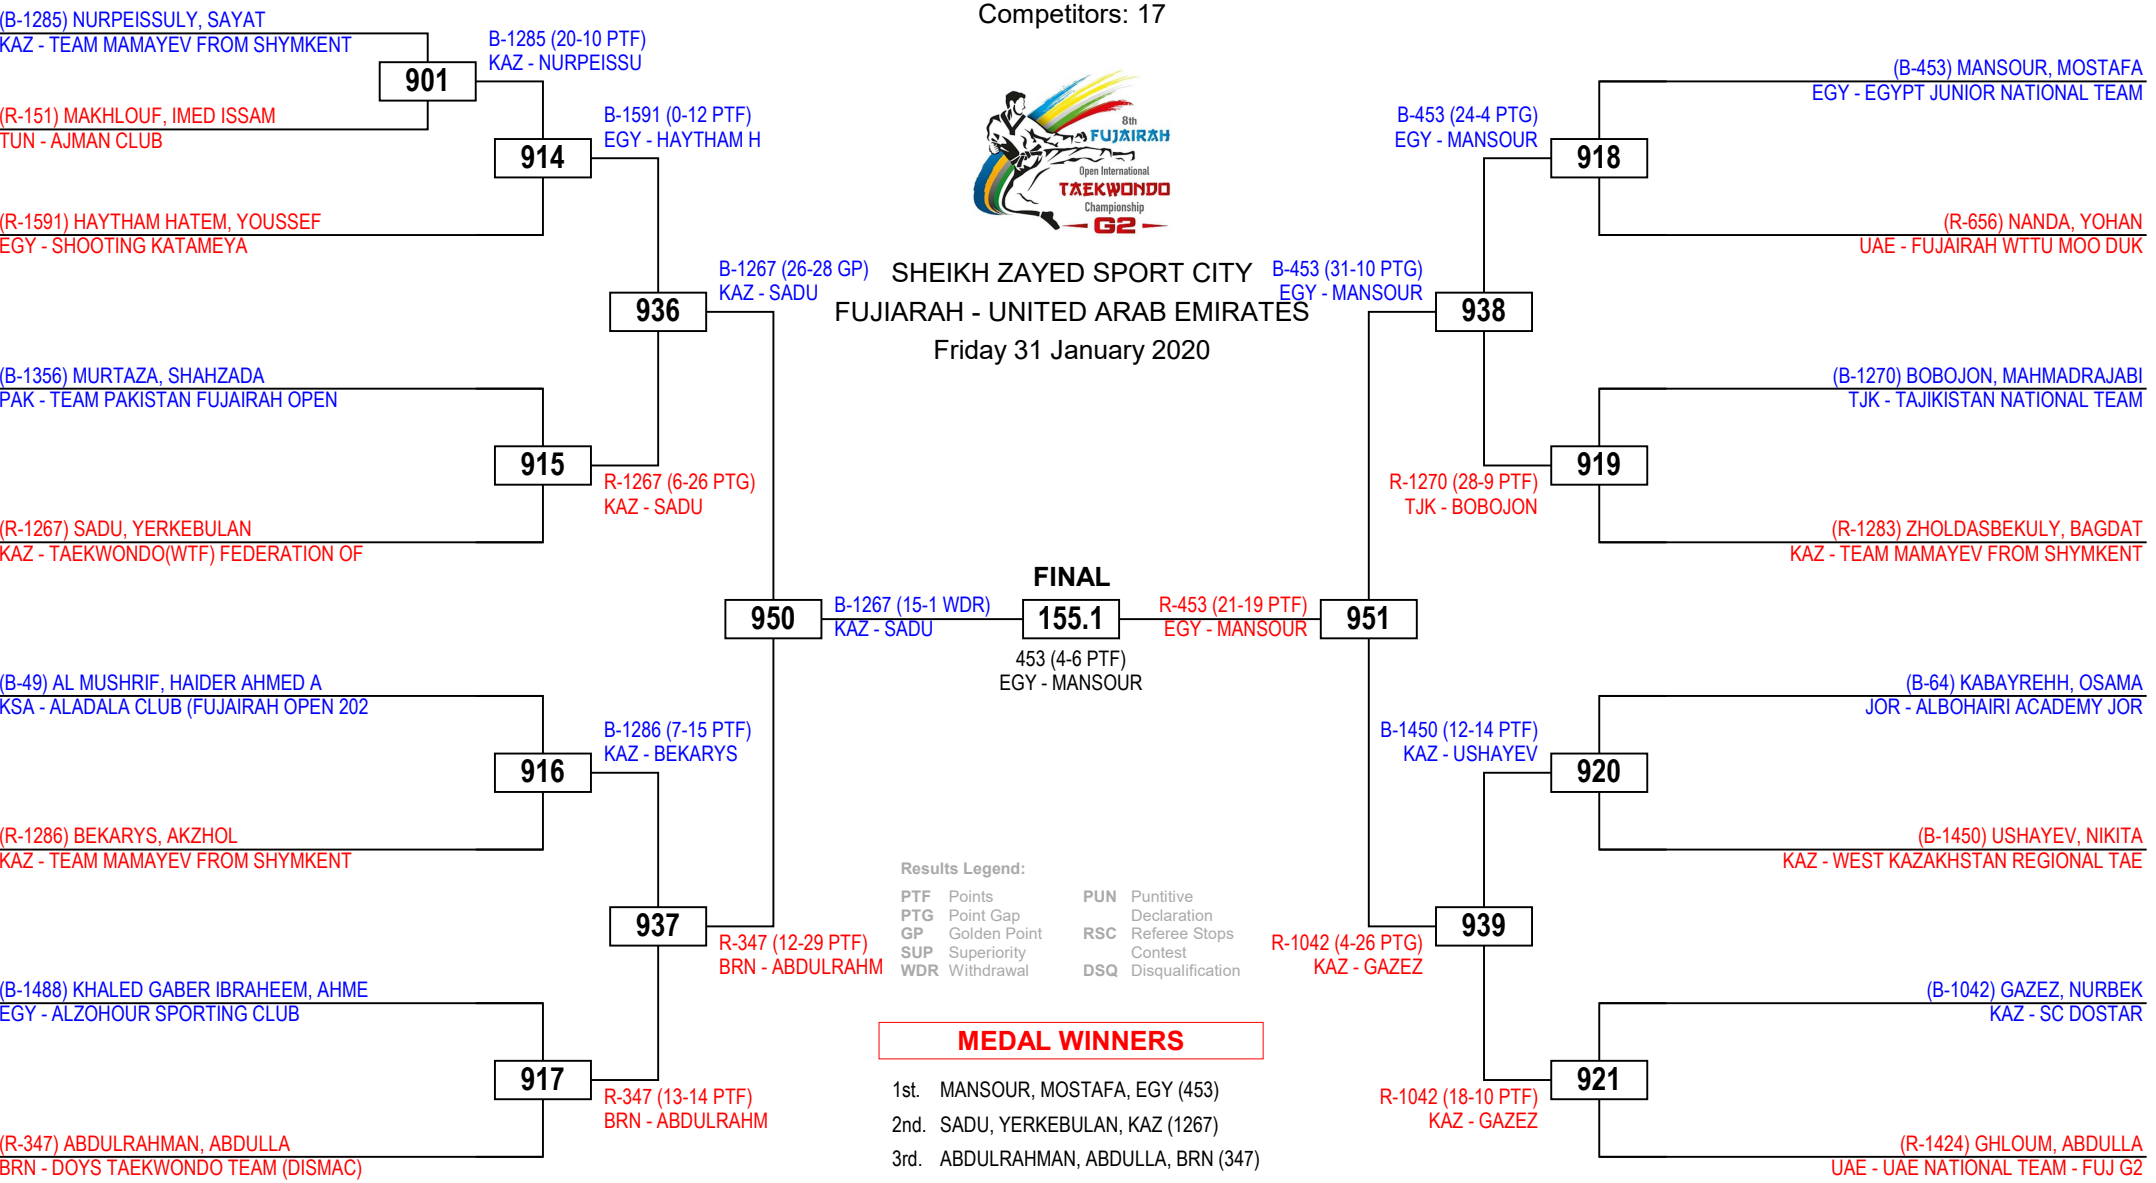 Competitors: 17
(B-1285) NURPEISSULY, SAYAT
KAZ - TEAM MAMAYEV FROM SHYMKENT
901
(R-151) MAKHLOUF, IMED ISSAM
TUN - AJMAN CLUB
B-1285 (20-10 PTF)
KAZ - NURPEISSU
914
(R-1591) HAYTHAM HATEM, YOUSSEF
EGY - SHOOTING KATAMEYA
B-1591 (0-12 PTF)
EGY - HAYTHAM H
936
(B-1356) MURTAZA, SHAHZADA
PAK - TEAM PAKISTAN FUJAIRAH OPEN
915
(R-1267) SADU, YERKEBULAN
KAZ - TAEKWONDO(WTF) FEDERATION OF
R-1267 (6-26 PTG)
KAZ - SADU
B-1267 (26-28 GP)
KAZ - SADU
950
(B-49) AL MUSHRIF, HAIDER AHMED A
KSA - ALADALA CLUB (FUJAIRAH OPEN 202
916
(R-1286) BEKARYS, AKZHOL
KAZ - TEAM MAMAYEV FROM SHYMKENT
B-1286 (7-15 PTF)
KAZ - BEKARYS
937
(B-1488) KHALED GABER IBRAHEEM, AHME
EGY - ALZOHOUR SPORTING CLUB
917
(R-347) ABDULRAHMAN, ABDULLA
BRN - DOYS TAEKWONDO TEAM (DISMAC)
R-347 (13-14 PTF)
BRN - ABDULRAHM
R-347 (12-29 PTF)
BRN - ABDULRAHM
8th
FUJAIRAH
Open International
TAEKWONDO
Championship
G2
SHEIKH ZAYED SPORT CITY
FUJIARAH - UNITED ARAB EMIRATES
Friday 31 January 2020
B-1267 (15-1 WDR)
KAZ - SADU
FINAL
155.1
453 (4-6 PTF)
EGY - MANSOUR
R-453 (21-19 PTF)
EGY - MANSOUR
951
(B-453) MANSOUR, MOSTAFA
EGY - EGYPT JUNIOR NATIONAL TEAM
918
(R-656) NANDA, YOHAN
UAE - FUJAIRAH WTTU MOO DUK
B-453 (24-4 PTG)
EGY - MANSOUR
B-453 (31-10 PTG)
EGY - MANSOUR
938
(B-1270) BOBOJON, MAHMADRAJABI
TJK - TAJIKISTAN NATIONAL TEAM
919
(R-1283) ZHOLDASBEKULY, BAGDAT
KAZ - TEAM MAMAYEV FROM SHYMKENT
R-1270 (28-9 PTF)
TJK - BOBOJON
(B-64) KABAYREHH, OSAMA
JOR - ALBOHAIRI ACADEMY JOR
920
(B-1450) USHAYEV, NIKITA
KAZ - WEST KAZAKHSTAN REGIONAL TAE
B-1450 (12-14 PTF)
KAZ - USHAYEV
939
R-1042 (4-26 PTG)
KAZ - GAZEZ
(B-1042) GAZEZ, NURBEK
KAZ - SC DOSTAR
921
(R-1424) GHLOUM, ABDULLA
UAE - UAE NATIONAL TEAM - FUJ G2
R-1042 (18-10 PTF)
KAZ - GAZEZ
Results Legend:
PTF Points
PTG Point Gap
GP Golden Point
SUP Superiority
WDR Withdrawal
PUN Puntitive
Declaration
RSC Referee Stops
Contest
DSQ Disqualification
MEDAL WINNERS
1st. MANSOUR, MOSTAFA, EGY (453)
2nd. SADU, YERKEBULAN, KAZ (1267)
3rd. ABDULRAHMAN, ABDULLA, BRN (347)